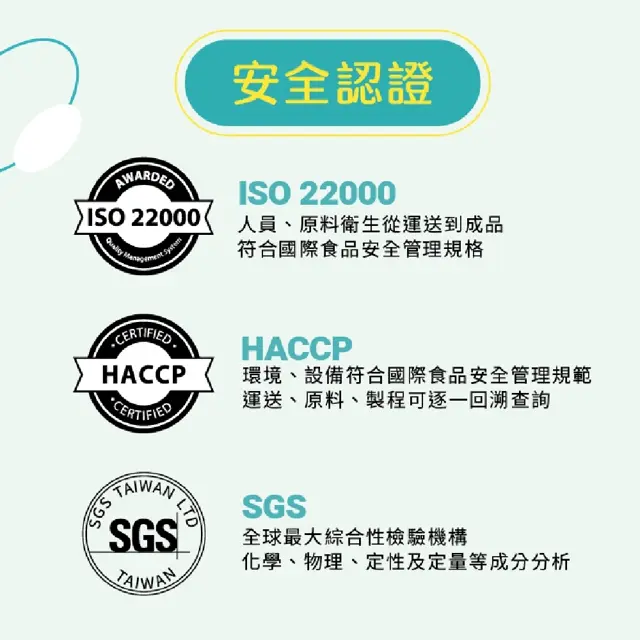 安全認證
AWARDED
ISO 22000
Quality Management System
ISO 22000
人員、原料衛生從運送到成品
符合國際食品安全管理規格
CERTIFIED
HACCP
CERTIFIED
HACCP
環境、設備符合國際食品安全管理規範
運送、原料、製程可逐一回溯查詢
SGS TAIWAN LTD
SGS
TAIWAN
SGS
全球最大綜合性檢驗機構
化學、物理、定性及定量等成分分析